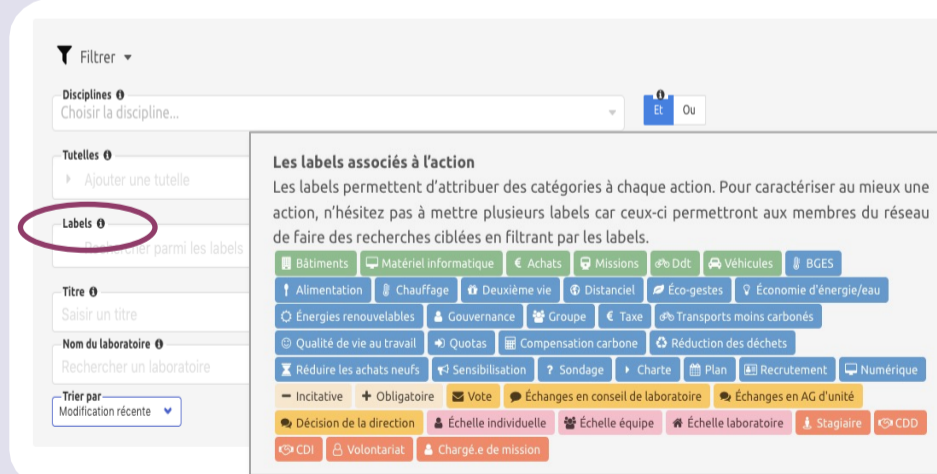 Filtrer
Disciplines
Choisir la discipline...
Et Ou
Tutelles
Ajouter une tutelle
Labels
Rechercher parmi les labels
Titre
Saisir un titre
Nom du laboratoire
Rechercher un laboratoire
Trier par
Modification récente
Les labels associés à l'action
Les labels permettent d'attribuer des catégories à chaque action. Pour caractériser au mieux une
action, n'hésitez pas à mettre plusieurs labels car ceux-ci permettront aux membres du réseau
de faire des recherches ciblées en filtrant par les labels.
Bâtiments Matériel informatique € Achats Missions Ddt Véhicules BGES
Alimentation Chauffage Deuxième vie Distanciel Éco-gestes Économie d'énergie/eau
Énergies renouvelables Gouvernance Groupe € Taxe Transports moins carbonés
Qualité de vie au travail Quotas Compensation carbone Réduction des déchets
Réduire les achats neufs Sensibilisation ? Sondage Charte Plan Recrutement Numérique
− Incitative + Obligatoire Vote Échanges en conseil de laboratoire Échanges en AG d'unité
Décision de la direction Échelle individuelle Échelle équipe Échelle laboratoire Stagiaire CDD
CDI Volontariat Chargé.e de mission